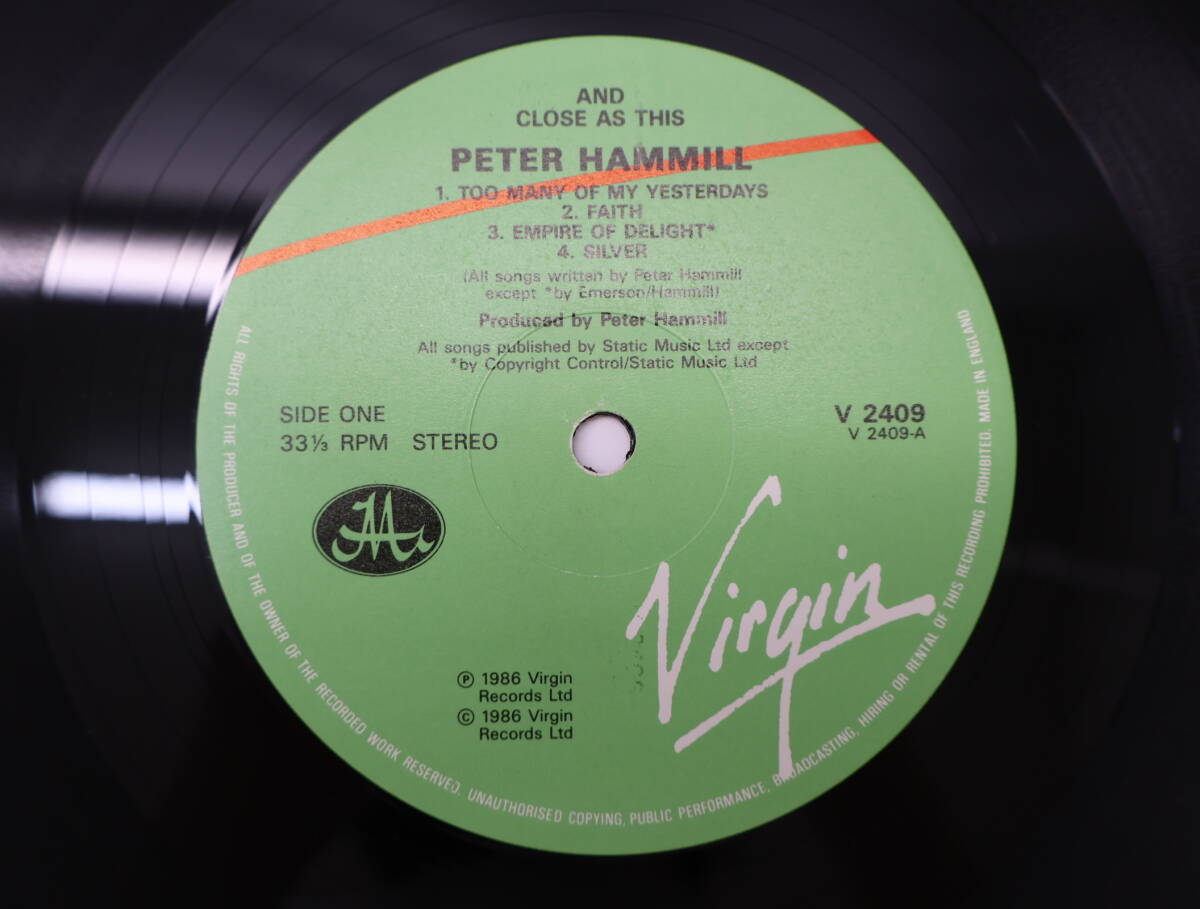 AND
CLOSE AS THIS
PETER HAMMILL
1. TOO MANY OF MY YESTERDAYS
2. FAITH
3. EMPIRE OF DELIGHT*
4. SILVER
(All songs written by Peter Hammill
except *by Emerson/Hammill)
Produced by Peter Hammill
All songs published by Static Music Ltd except
*by Copyright Control/Static Music Ltd
SIDE ONE
33⅓ RPM STEREO
V 2409
V 2409-A
Virgin
℗ 1986 Virgin
Records Ltd
© 1986 Virgin
Records Ltd
ALL RIGHTS OF THE PRODUCER AND OF THE OWNER OF THE RECORDED WORK RESERVED. UNAUTHORISED COPYING, PUBLIC PERFORMANCE, BROADCASTING, HIRING OR RENTAL OF THIS RECORDING PROHIBITED. MADE IN ENGLAND